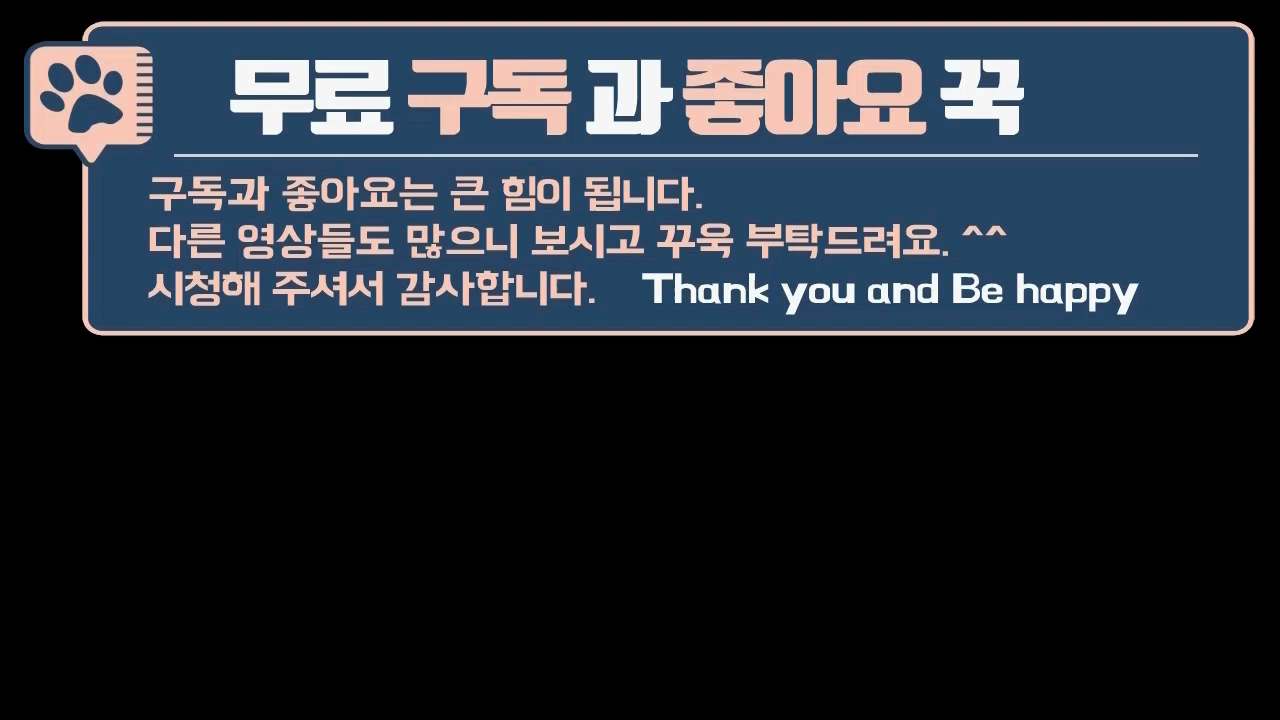 무료 구독과 좋아요 꾹
구독과 좋아요는 큰 힘이 됩니다.
다른 영상들도 많으니 보시고 꾸욱 부탁드려요. ^^
시청해 주셔서 감사합니다. Thank you and Be happy